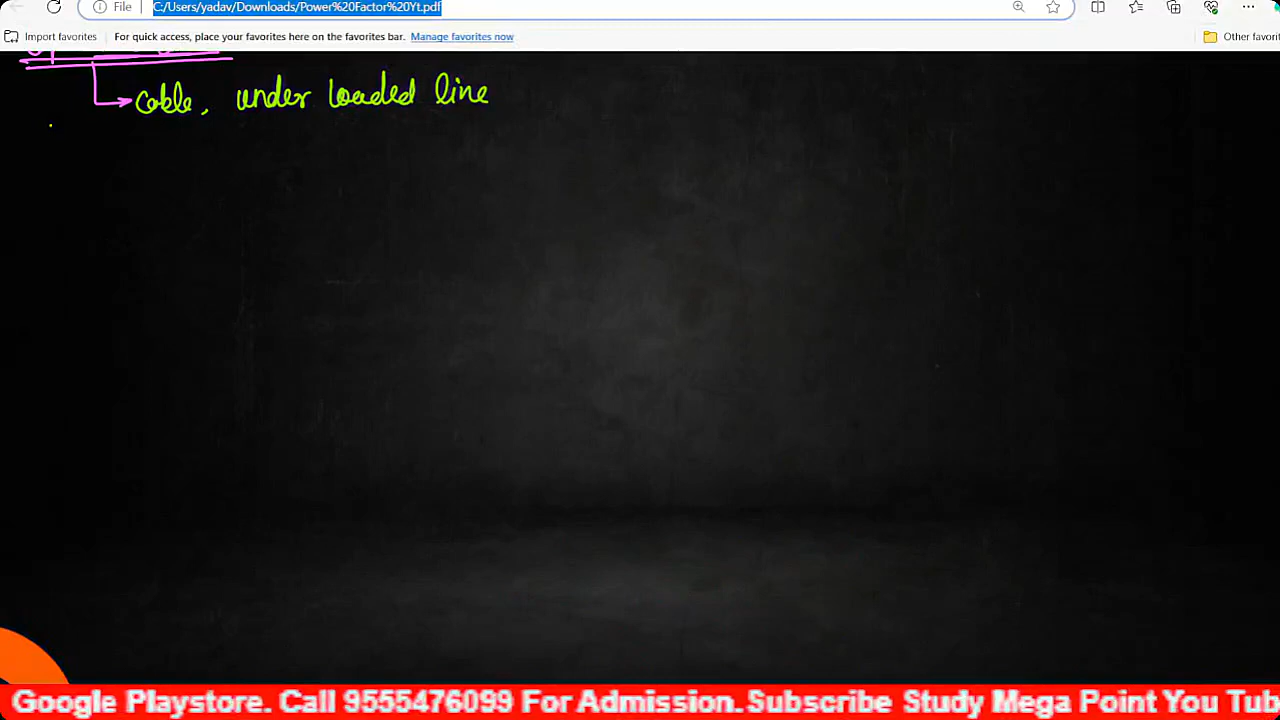 File C:/Users/yadav/Downloads/Power%20Factor%20Yt.pdf
Import favorites For quick access, place your favorites here on the favorites bar. Manage favorites now Other favorit
cable, under loaded line
Google Playstore. Call 9555476099 For Admission.Subscribe Study Mega Point You Tub